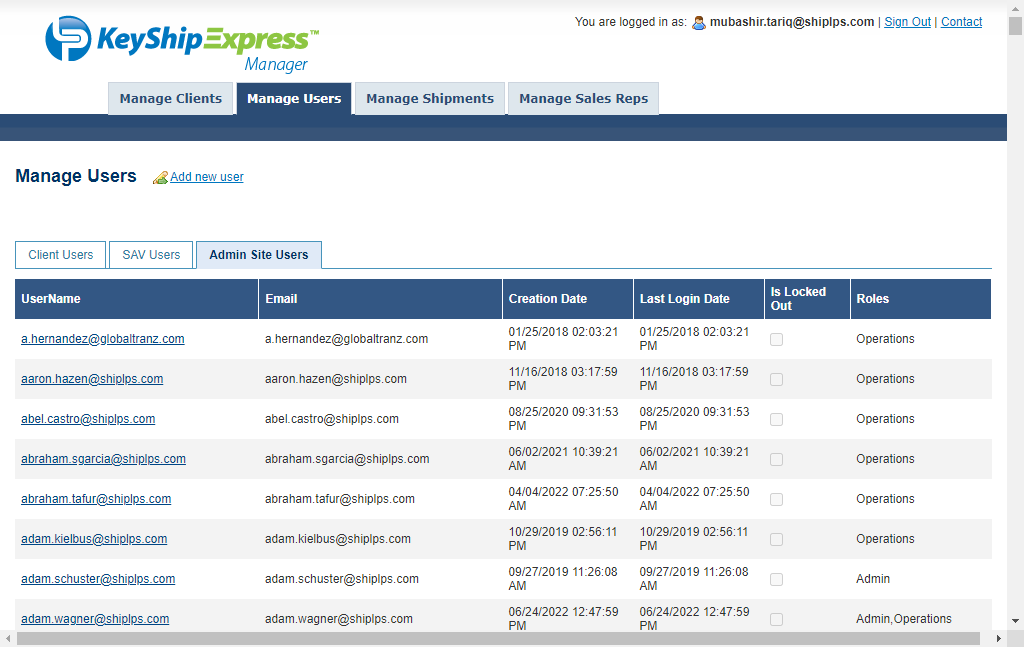 You are logged in as: mubashir.tariq@shiplps.com | Sign Out | Contact
KeyShipExpress™
Manager
Manage Clients Manage Users Manage Shipments Manage Sales Reps
Manage Users Add new user
Client Users SAV Users Admin Site Users
UserName Email Creation Date Last Login Date Is Locked Out Roles
a.hernandez@globaltranz.com a.hernandez@globaltranz.com 01/25/2018 02:03:21 PM 01/25/2018 02:03:21 PM Operations
aaron.hazen@shiplps.com aaron.hazen@shiplps.com 11/16/2018 03:17:59 PM 11/16/2018 03:17:59 PM Operations
abel.castro@shiplps.com abel.castro@shiplps.com 08/25/2020 09:31:53 PM 08/25/2020 09:31:53 PM Operations
abraham.sgarcia@shiplps.com abraham.sgarcia@shiplps.com 06/02/2021 10:39:21 AM 06/02/2021 10:39:21 AM Operations
abraham.tafur@shiplps.com abraham.tafur@shiplps.com 04/04/2022 07:25:50 AM 04/04/2022 07:25:50 AM Operations
adam.kielbus@shiplps.com adam.kielbus@shiplps.com 10/29/2019 02:56:11 PM 10/29/2019 02:56:11 PM Operations
adam.schuster@shiplps.com adam.schuster@shiplps.com 09/27/2019 11:26:08 AM 09/27/2019 11:26:08 AM Admin
adam.wagner@shiplps.com adam.wagner@shiplps.com 06/24/2022 12:47:59 PM 06/24/2022 12:47:59 PM Admin,Operations